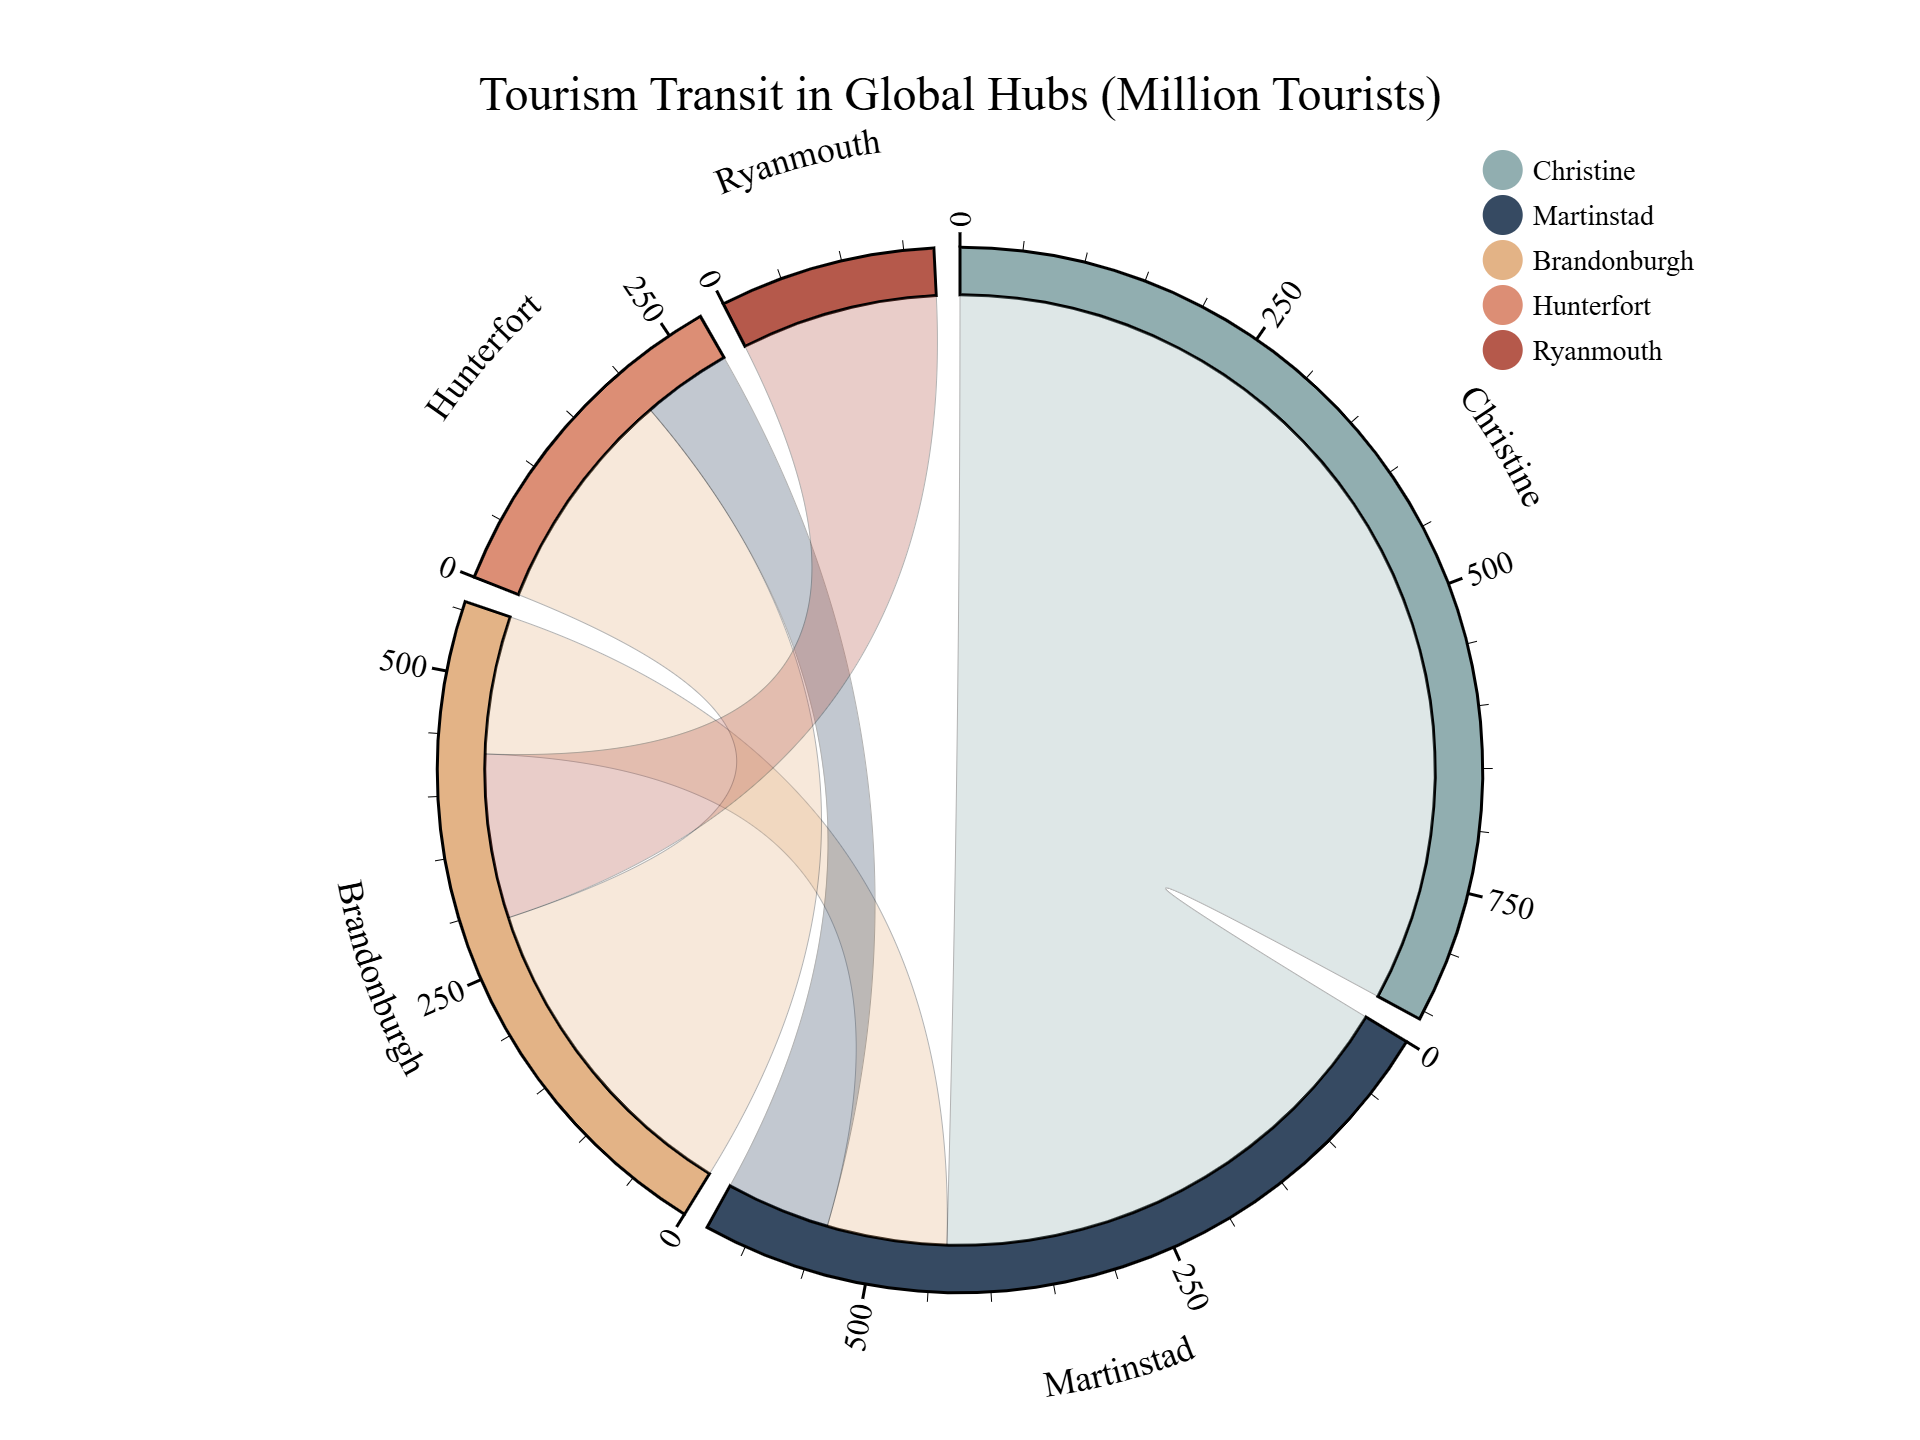 Tourism Transit in Global Hubs (Million Tourists)
Christine
Martinstad
Brandonburgh
Hunterfort
Ryanmouth
0
250
500
750
Christine
0
250
500
Martinstad
0
250
500
Brandonburgh
0
250
Hunterfort
0
Ryanmouth